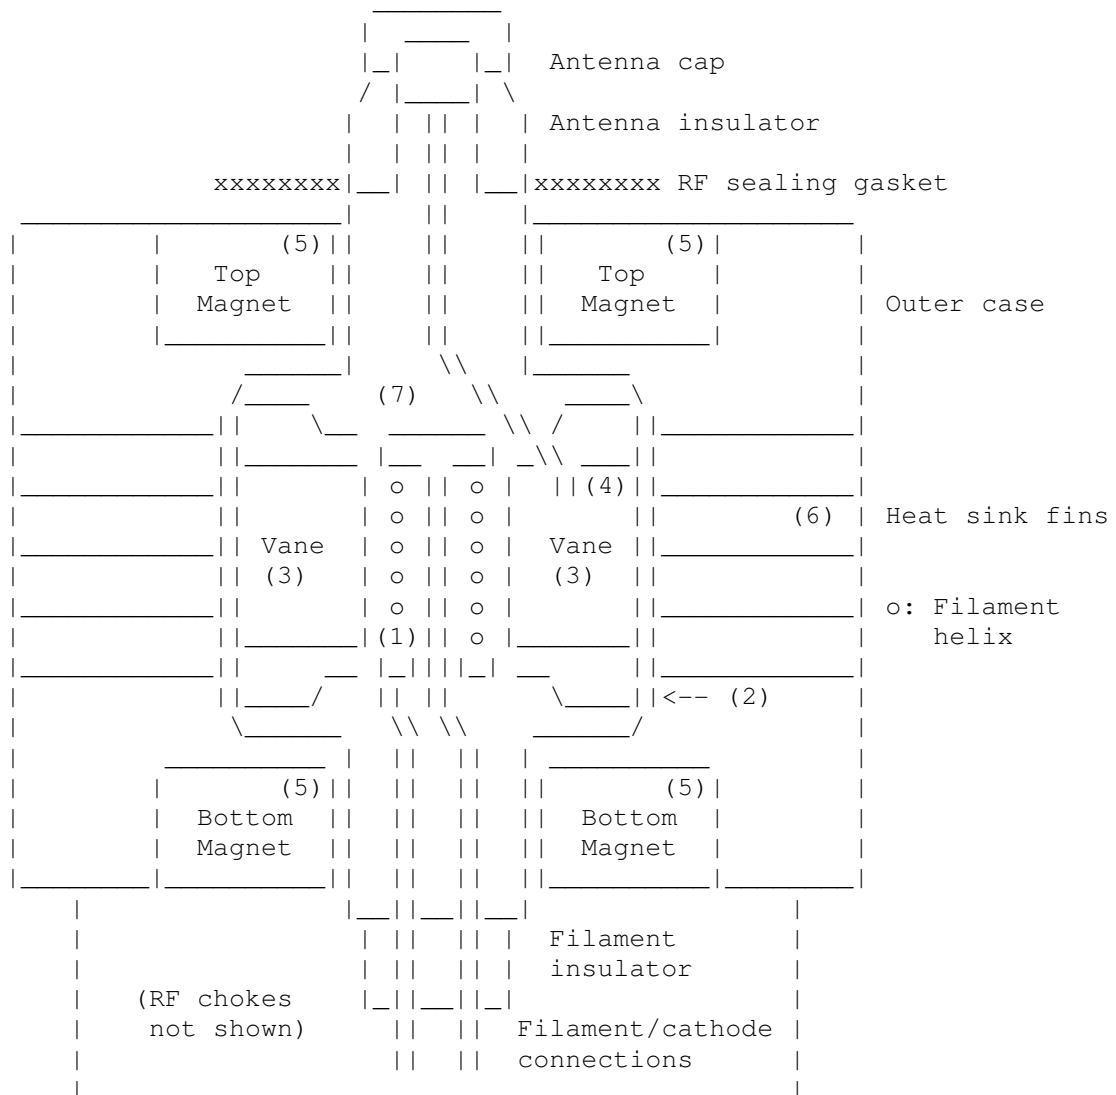 Antenna cap
Antenna insulator
xxxxxxxx xxxxxxxx RF sealing gasket
(5) (5)
Top Top
Magnet Magnet Outer case
(7)
(4)
(6) Heat sink fins
Vane Vane
(3) (3)
o: Filament
(1) helix
<-- (2)
(5) (5)
Bottom Bottom
Magnet Magnet
Filament
insulator
(RF chokes
not shown) Filament/cathode
connections